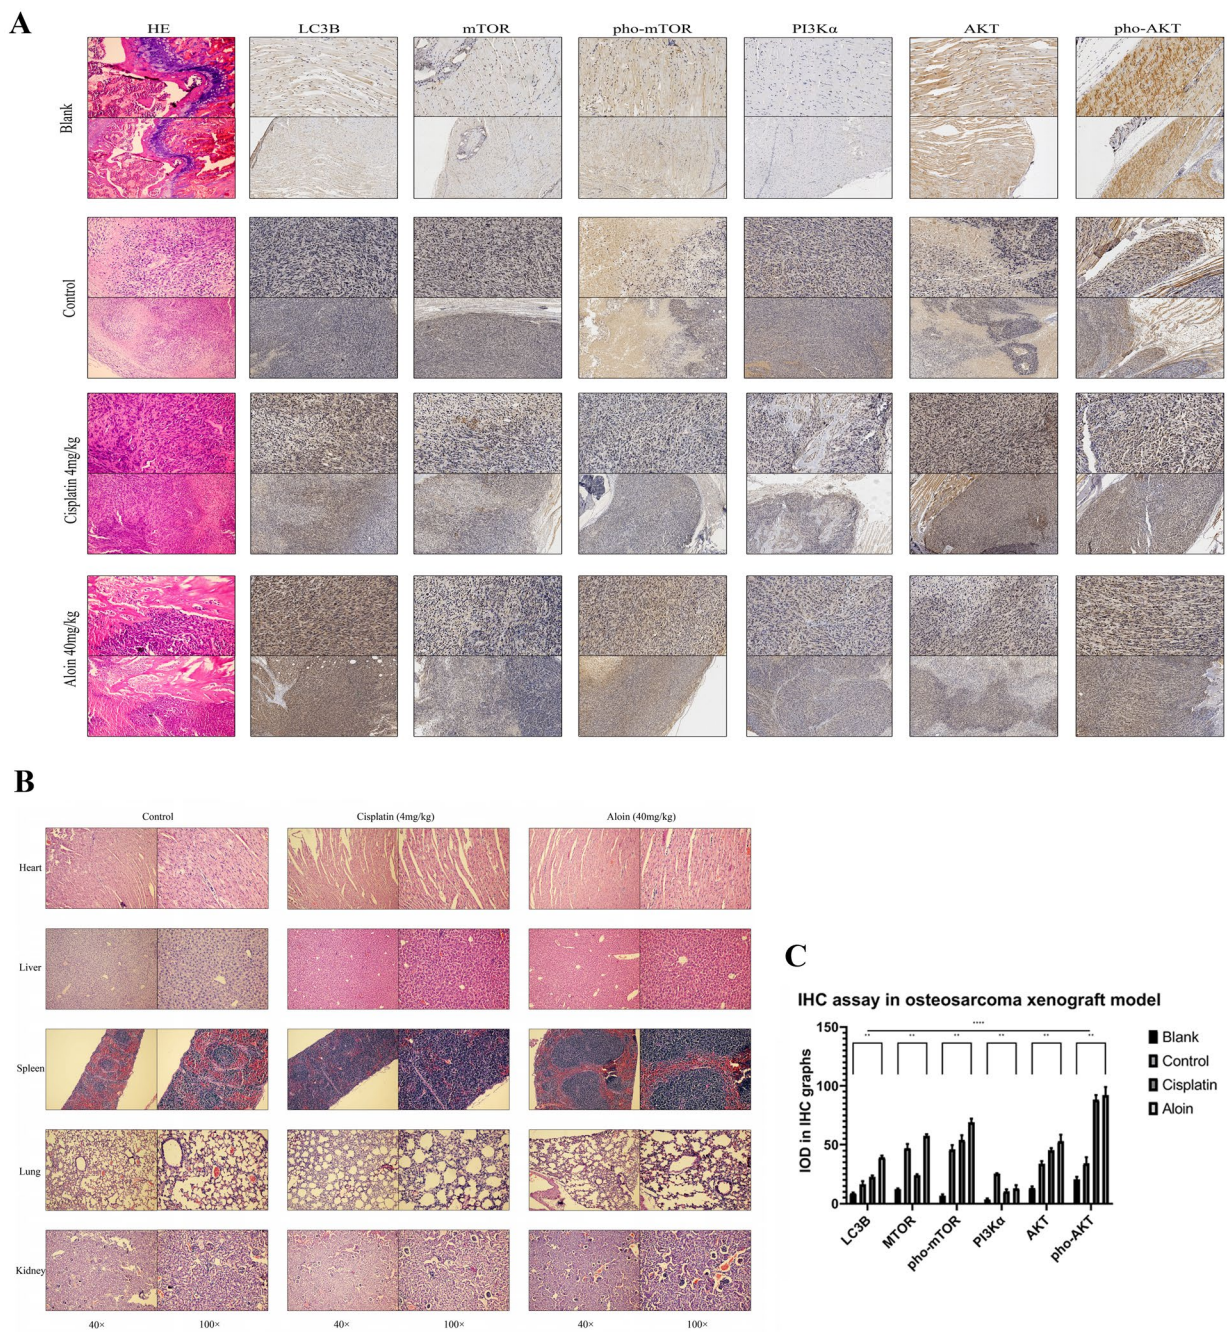 A
HE LC3B mTOR pho-mTOR PI3Kα AKT pho-AKT
Blank
Control
Cisplatin 4mg/kg
Aloin 40mg/kg
B
Control Cisplatin (4mg/kg) Aloin (40mg/kg)
Heart
Liver
Spleen
Lung
Kidney
40× 100× 40× 100× 40× 100×
C
IHC assay in osteosarcoma xenograft model
IOD in IHC graphs
150
100
50
0
****
** ** ** ** ** **
LC3B MTOR pho-mTOR PI3Kα AKT pho-AKT
Blank
Control
Cisplatin
Aloin